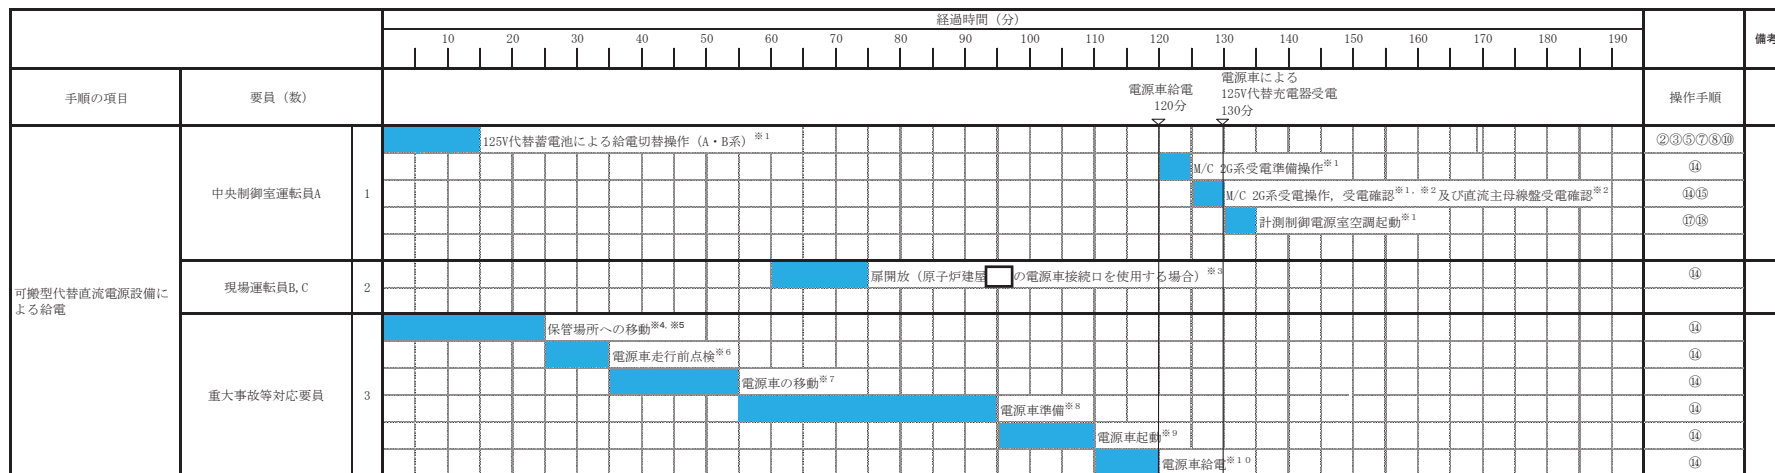 経過時間（分）
備考
10 20 30 40 50 60 70 80 90 100 110 120 130 140 150 160 170 180 190
手順の項目
要員（数）
電源車給電
120分
電源車による
125V代替充電器受電
130分
操作手順
可搬型代替直流電源設備に
よる給電
中央制御室運転員A
1
125V代替蓄電池による給電切替操作（A・B系）※1
②③⑤⑦⑧⑩
M/C 2G系受電準備操作※1
⑭
M/C 2G系受電操作，受電確認※1，※2及び直流主母線盤受電確認※2
⑭⑮
計測制御電源室空調起動※1
⑰⑱
現場運転員B,C
2
扉開放（原子炉建屋 の電源車接続口を使用する場合）※3
⑭
重大事故等対応要員
3
保管場所への移動※4，※5
⑭
電源車走行前点検※6
⑭
電源車の移動※7
⑭
電源車準備※8
⑭
電源車起動※9
⑭
電源車給電※10
⑭